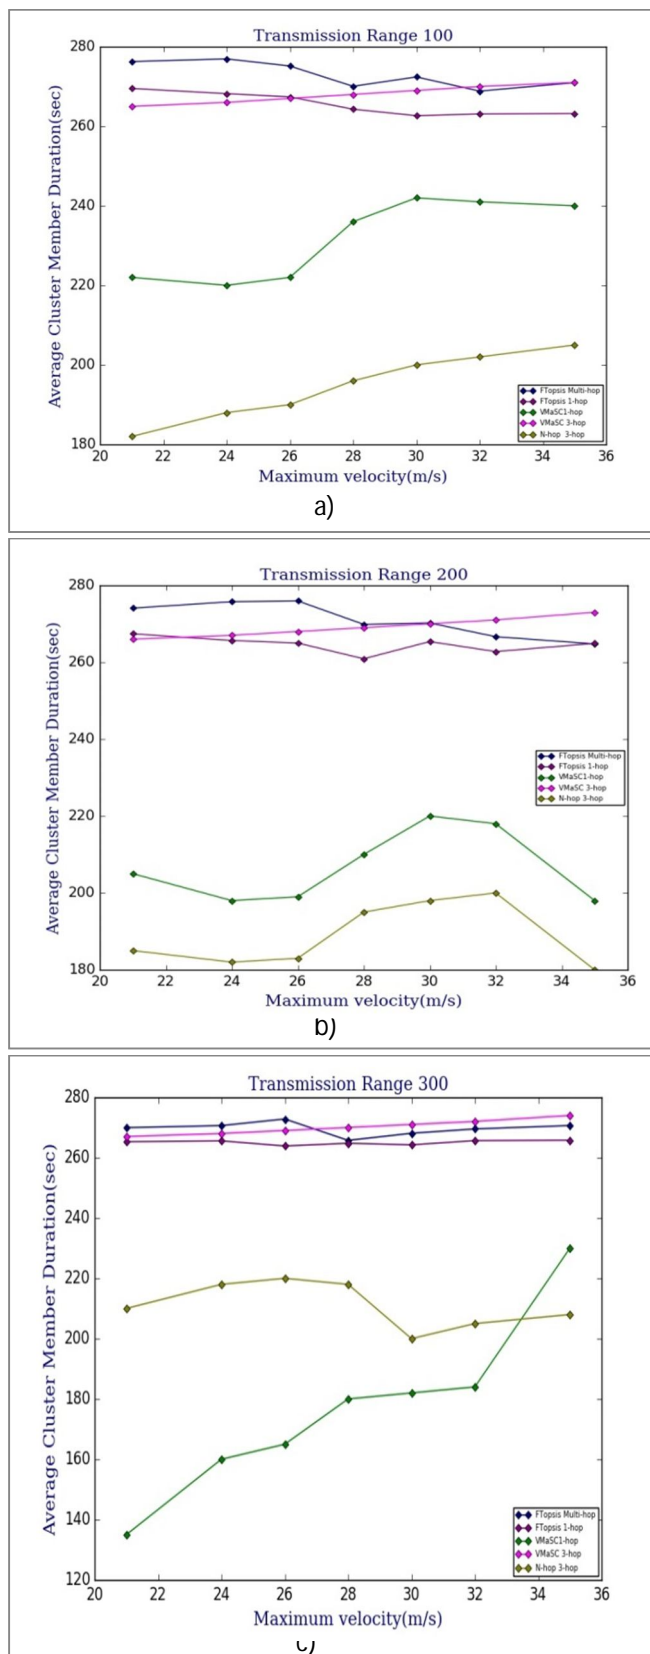 Transmission Range 100
Average Cluster Member Duration(sec)
280
260
240
220
200
180
20 22 24 26 28 30 32 34 36
FTopsis Multi-hop
FTopsis 1-hop
VMaSC1-hop
VMaSC 3-hop
N-hop 3-hop
Maximum velocity(m/s)
a)
Transmission Range 200
Average Cluster Member Duration(sec)
280
260
240
220
200
180
20 22 24 26 28 30 32 34 36
FTopsis Multi-hop
FTopsis 1-hop
VMaSC1-hop
VMaSC 3-hop
N-hop 3-hop
Maximum velocity(m/s)
b)
Transmission Range 300
Average Cluster Member Duration(sec)
280
260
240
220
200
180
160
140
120
20 22 24 26 28 30 32 34 36
FTopsis Multi-hop
FTopsis 1-hop
VMaSC1-hop
VMaSC 3-hop
N-hop 3-hop
Maximum velocity(m/s)
c)